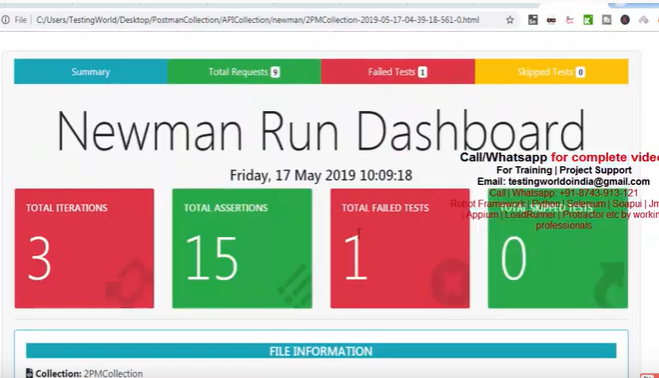 File | C:/Users/TestingWorld/Desktop/PostmanCollection/APICollection/newman/2PMCollection-2019-05-17-04-39-18-561-0.html
Summary
Total Requests 9
Failed Tests 1
Skipped Tests 0
Newman Run Dashboard
Friday, 17 May 2019 10:09:18
Call/Whatsapp for complete video
For Training | Project Support
Email: testingworldindia@gmail.com
Call | Whatsapp: +91-8743-913-121
Robot Framework | Python | Selenium | Soapui | Jm
| Appium | LoadRunner | Protractor etc by workin
professionals
TOTAL ITERATIONS
3
TOTAL ASSERTIONS
15
TOTAL FAILED TESTS
1
TOTAL SKIPPED TESTS
0
FILE INFORMATION
Collection: 2PMCollection